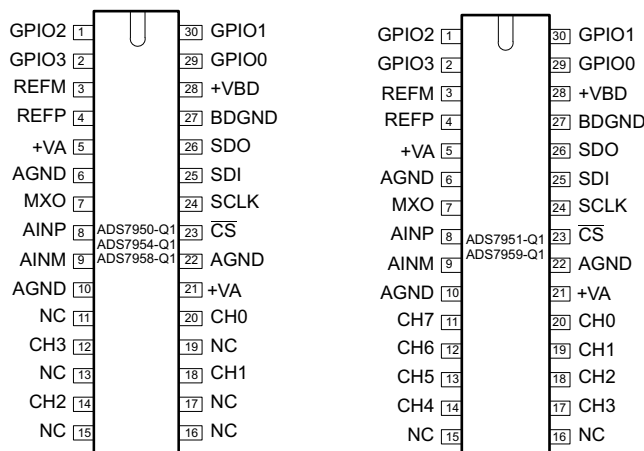 GPIO2 1 30 GPIO1
GPIO3 2 29 GPIO0
REFM 3 28 +VBD
REFP 4 27 BDGND
+VA 5 26 SDO
AGND 6 25 SDI
MXO 7 24 SCLK
AINP 8 ADS7950-Q1 23 CS
ADS7954-Q1
AINM 9 ADS7958-Q1 22 AGND
AGND 10 21 +VA
NC 11 20 CH0
CH3 12 19 NC
NC 13 18 CH1
CH2 14 17 NC
NC 15 16 NC
GPIO2 1 30 GPIO1
GPIO3 2 29 GPIO0
REFM 3 28 +VBD
REFP 4 27 BDGND
+VA 5 26 SDO
AGND 6 25 SDI
MXO 7 24 SCLK
AINP 8 ADS7951-Q1 23 CS
AINM 9 ADS7959-Q1 22 AGND
AGND 10 21 +VA
CH7 11 20 CH0
CH6 12 19 CH1
CH5 13 18 CH2
CH4 14 17 CH3
NC 15 16 NC